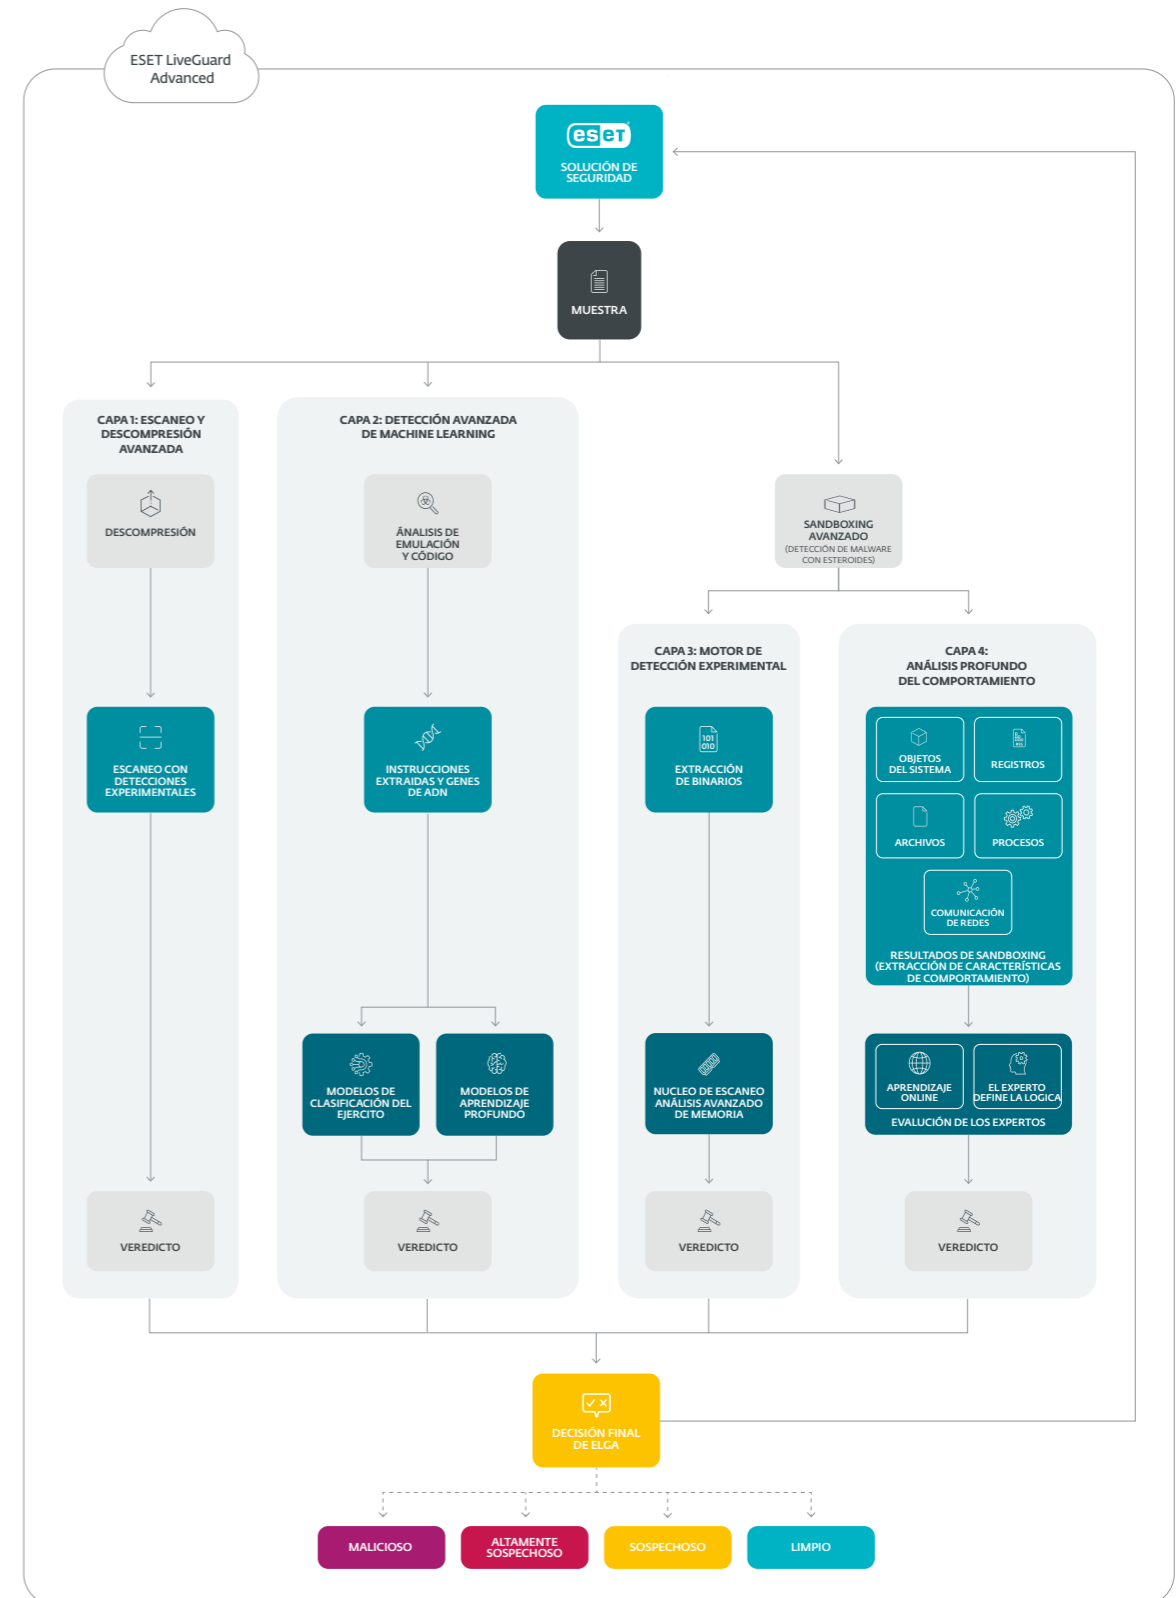 ESET LiveGuard
Advanced
eset
SOLUCIÓN DE
SEGURIDAD
MUESTRA
CAPA 1: ESCANEO Y
DESCOMPRESIÓN
AVANZADA
DESCOMPRESIÓN
ESCANEO CON
DETECCIONES
EXPERIMENTALES
VEREDICTO
CAPA 2: DETECCIÓN AVANZADA
DE MACHINE LEARNING
ÁNALISIS DE
EMULACIÓN
Y CÓDIGO
INSTRUCCIONES
EXTRAIDAS Y GENES
DE ADN
MODELOS DE
CLASIFICACIÓN DEL
EJERCITO
MODELOS DE
APRENDIZAJE
PROFUNDO
VEREDICTO
SANDBOXING
AVANZADO
(DETECCIÓN DE MALWARE
CON ESTEROIDES)
CAPA 3: MOTOR DE
DETECCIÓN EXPERIMENTAL
101
010
EXTRACCIÓN
DE BINARIOS
NUCLEO DE ESCANEO
ANÁLISIS AVANZADO
DE MEMORIA
VEREDICTO
CAPA 4:
ANÁLISIS PROFUNDO
DEL COMPORTAMIENTO
OBJETOS
DEL SISTEMA
REGISTROS
ARCHIVOS
PROCESOS
COMUNICACIÓN
DE REDES
RESULTADOS DE SANDBOXING
(EXTRACCIÓN DE CARACTERÍSTICAS
DE COMPORTAMIENTO)
APRENDIZAJE
ONLINE
EL EXPERTO
DEFINE LA LOGICA
EVALUCIÓN DE LOS EXPERTOS
VEREDICTO
DECISIÓN FINAL
DE ELGA
MALICIOSO
ALTAMENTE
SOSPECHOSO
SOSPECHOSO
LIMPIO